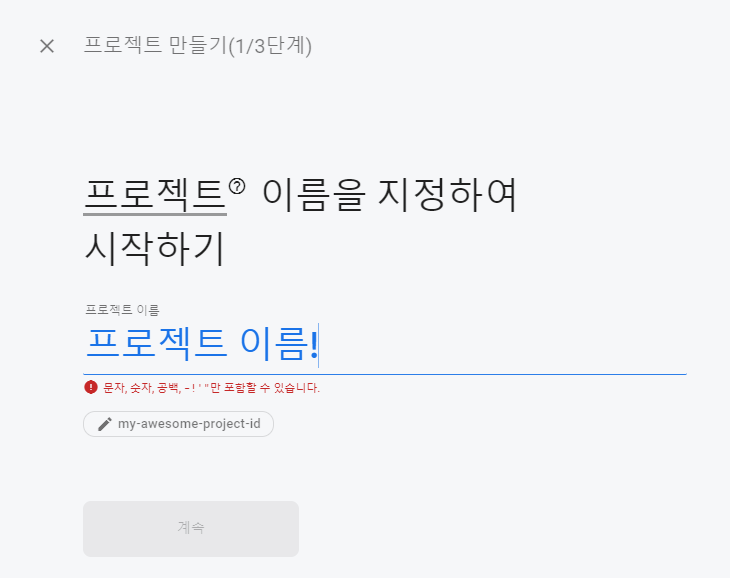 프로젝트 만들기(1/3단계)
프로젝트? 이름을 지정하여
시작하기
프로젝트 이름
프로젝트 이름!
! 문자, 숫자, 공백, -!'"만 포함할 수 있습니다.
my-awesome-project-id
계속